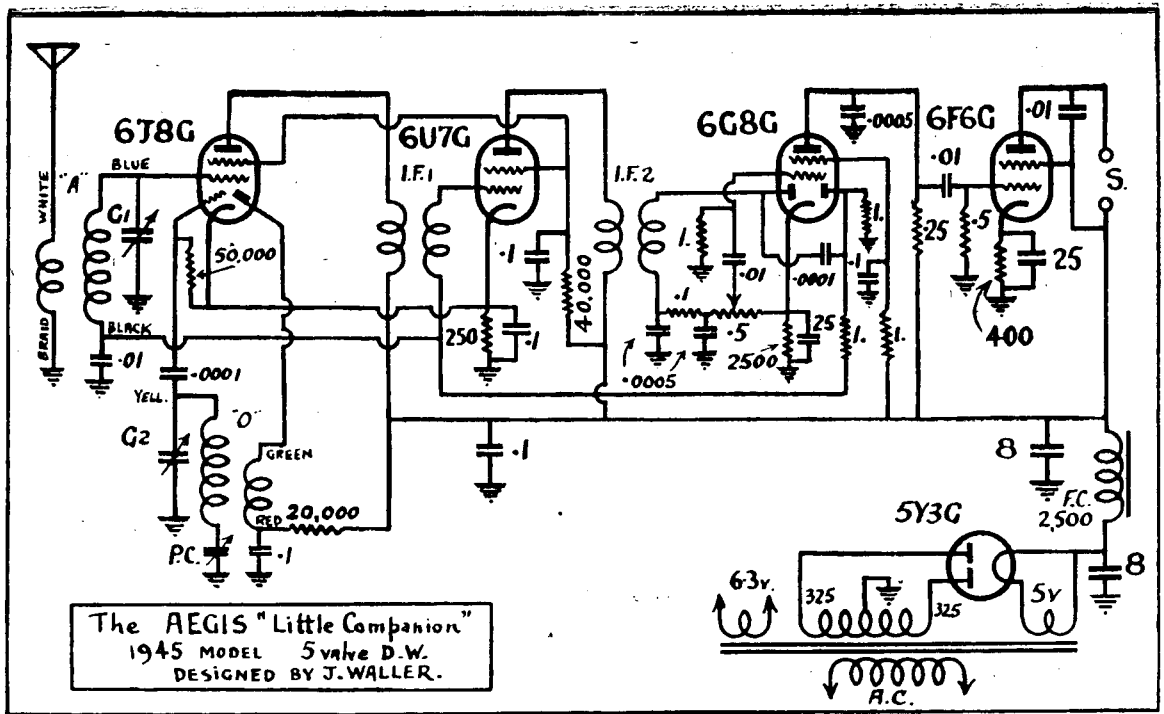 6J8G
6U7G
6G8G
6F6G
.0005
.01
.01
S.
BLUE
"A"
WHITE
G1
I.F.1
I.F.2
50,000
.1
40,000
1.
.01
.0001
1.
.1
.25
.5
25
400
BRAID
BLACK
.01
.0001
250
.1
.1
.5
.0005
2500
25
1.
1.
YELL.
"O"
G2
GREEN
RED
20,000
P.C.
.1
.1
8
F.C.
2,500
5Y3G
8
6.3v.
325
325
5v
A.C.
The AEGIS "Little Companion"
1945 MODEL 5 valve D.W.
DESIGNED BY J. WALLER.